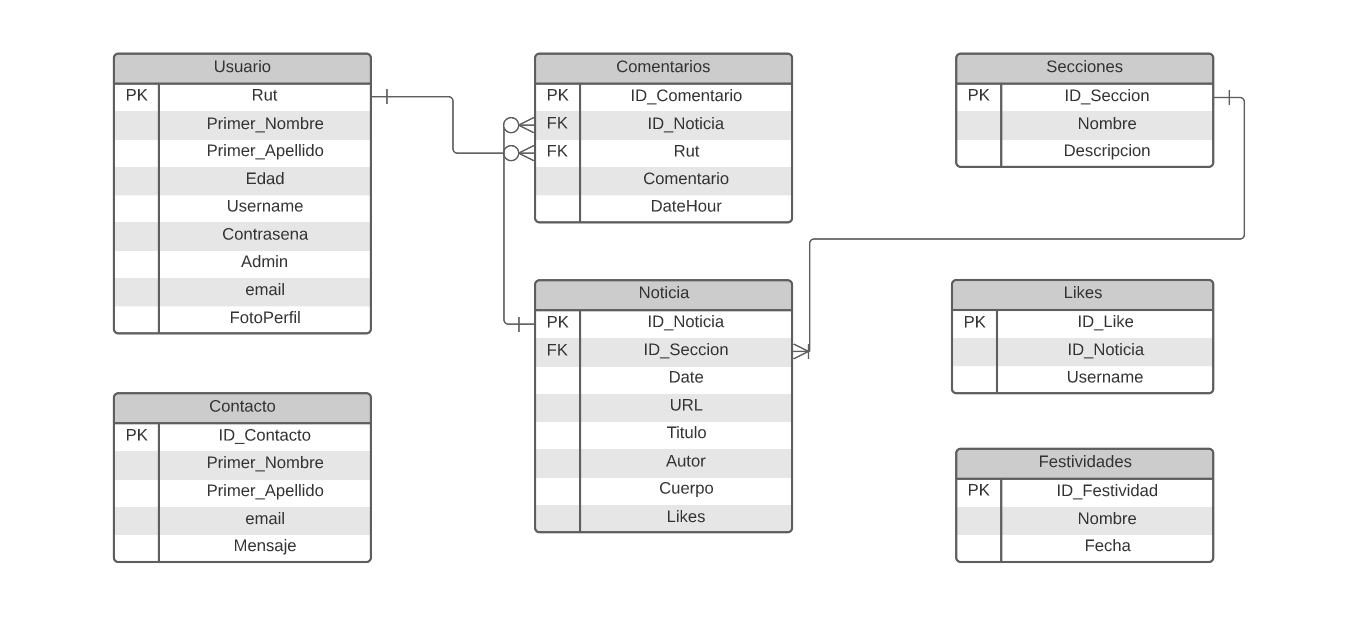 Usuario
PK Rut
Primer_Nombre
Primer_Apellido
Edad
Username
Contrasena
Admin
email
FotoPerfil
Contacto
PK ID_Contacto
Primer_Nombre
Primer_Apellido
email
Mensaje
Comentarios
PK ID_Comentario
FK ID_Noticia
FK Rut
Comentario
DateHour
Noticia
PK ID_Noticia
FK ID_Seccion
Date
URL
Titulo
Autor
Cuerpo
Likes
Secciones
PK ID_Seccion
Nombre
Descripcion
Likes
PK ID_Like
ID_Noticia
Username
Festividades
PK ID_Festividad
Nombre
Fecha